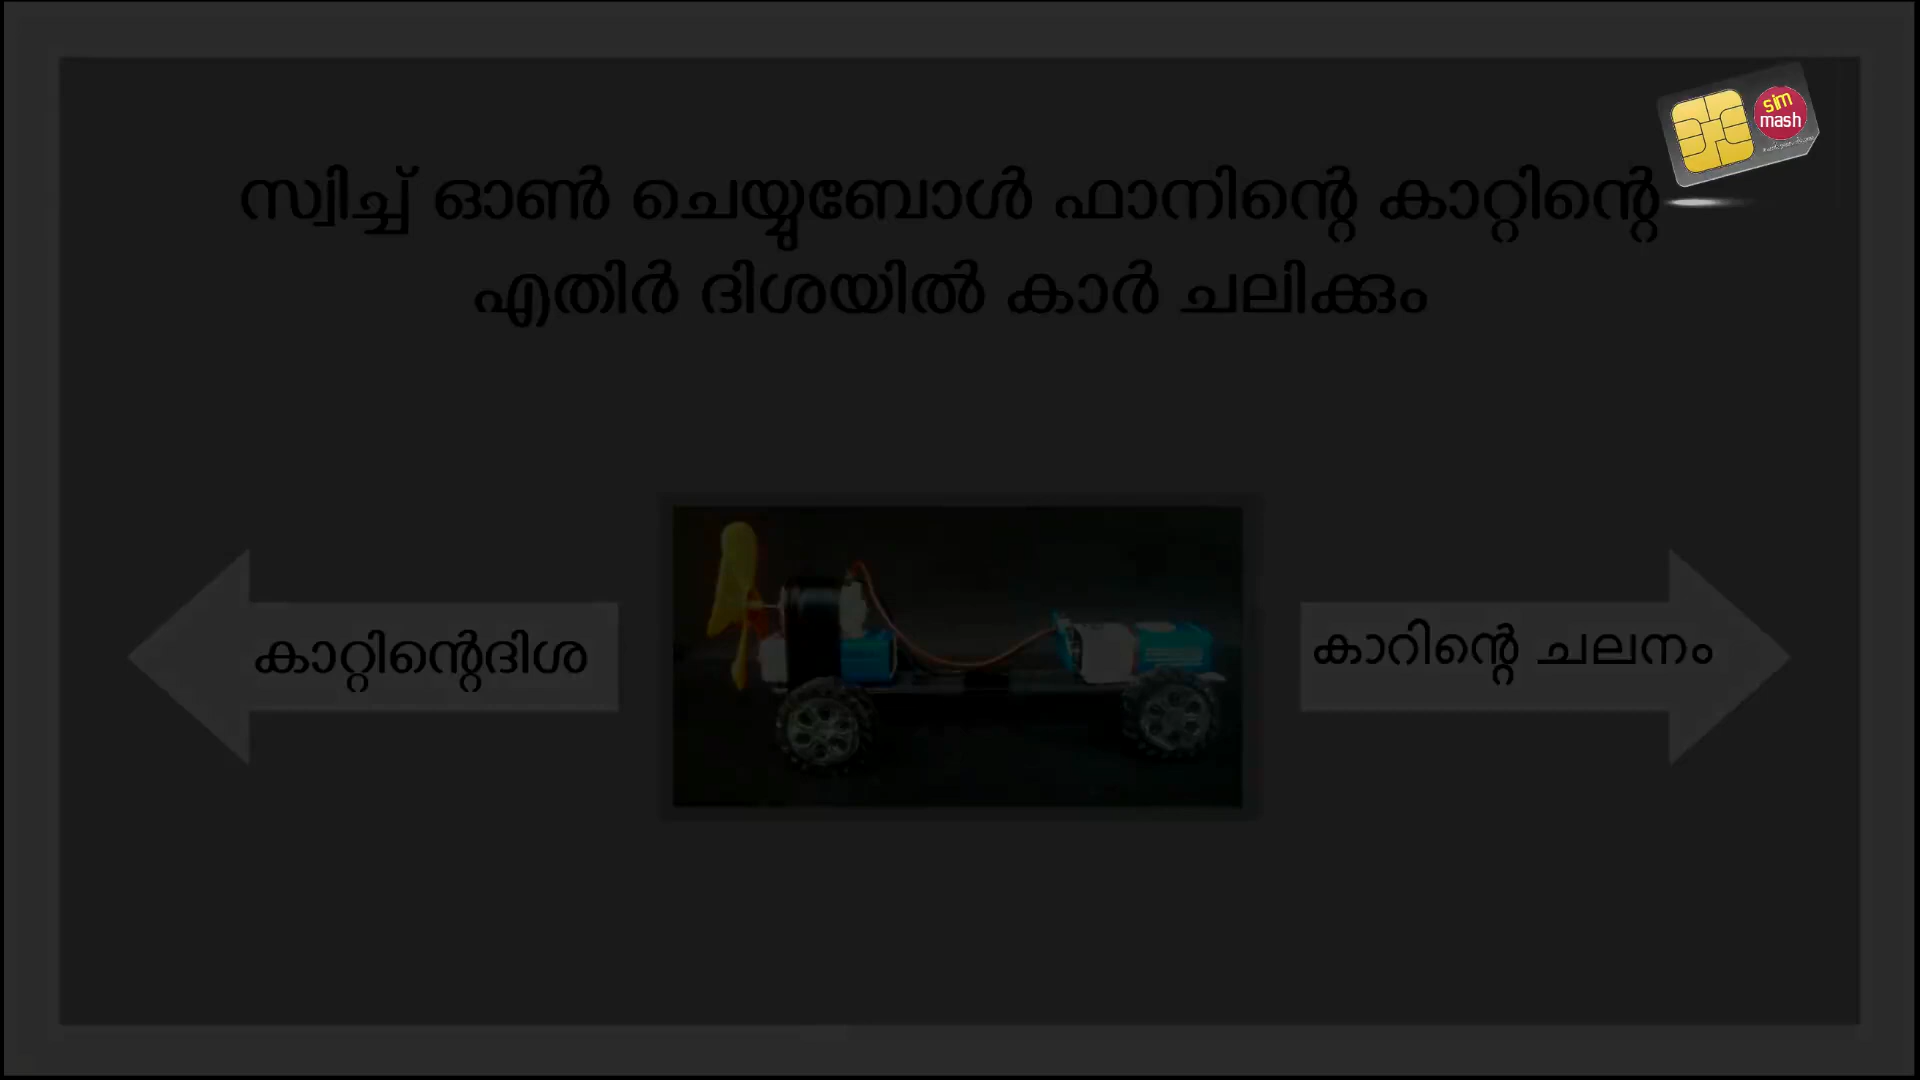 സ്വിച്ച് ഓൺ ചെയ്യുബോൾ ഫാനിന്റെ കാറ്റിന്റെ
എതിർ ദിശയിൽ കാർ ചലിക്കും
കാറ്റിന്റെദിശ
കാറിന്റെ ചലനം
sim
mash